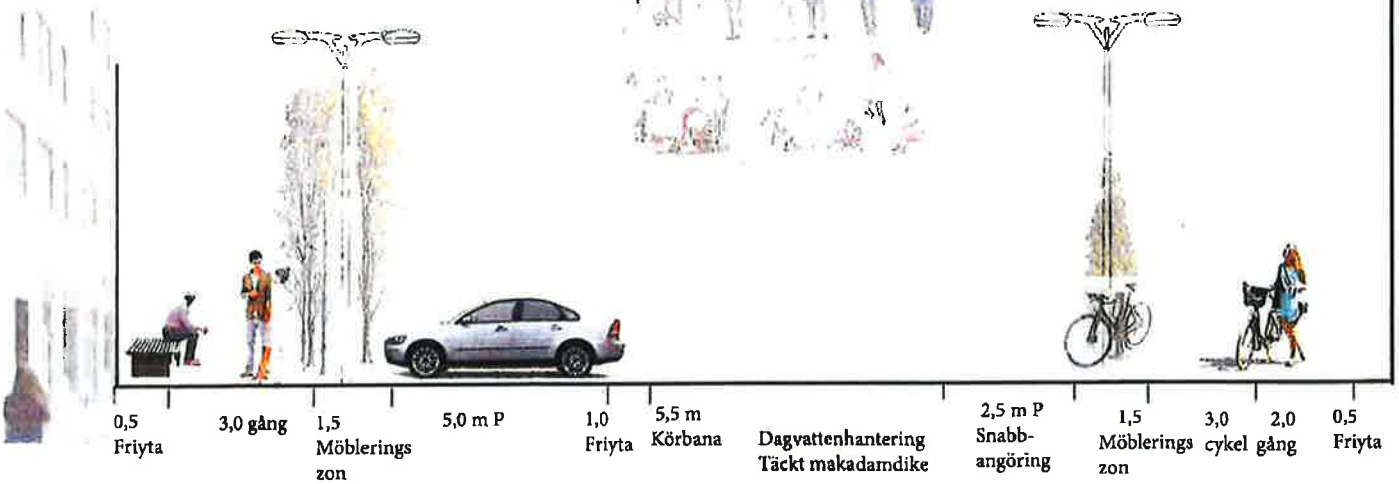 0,5
Friyta
3,0 gång
1,5
Möblerings
zon
5,0 m P
1,0
Friyta
5,5 m
Körbana
Dagvattenhantering
Täckt makadamdike
2,5 m P
Snabb-
angöring
1,5
Möblerings
zon
3,0
cykel
2,0
gång
0,5
Friyta